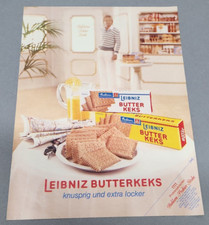 LEIBNIZ
BUTTER
KEKS
LEIBNIZ
BUTTER
KEKS
LEIBNIZ BUTTERKEKS
knusprig und extra locker